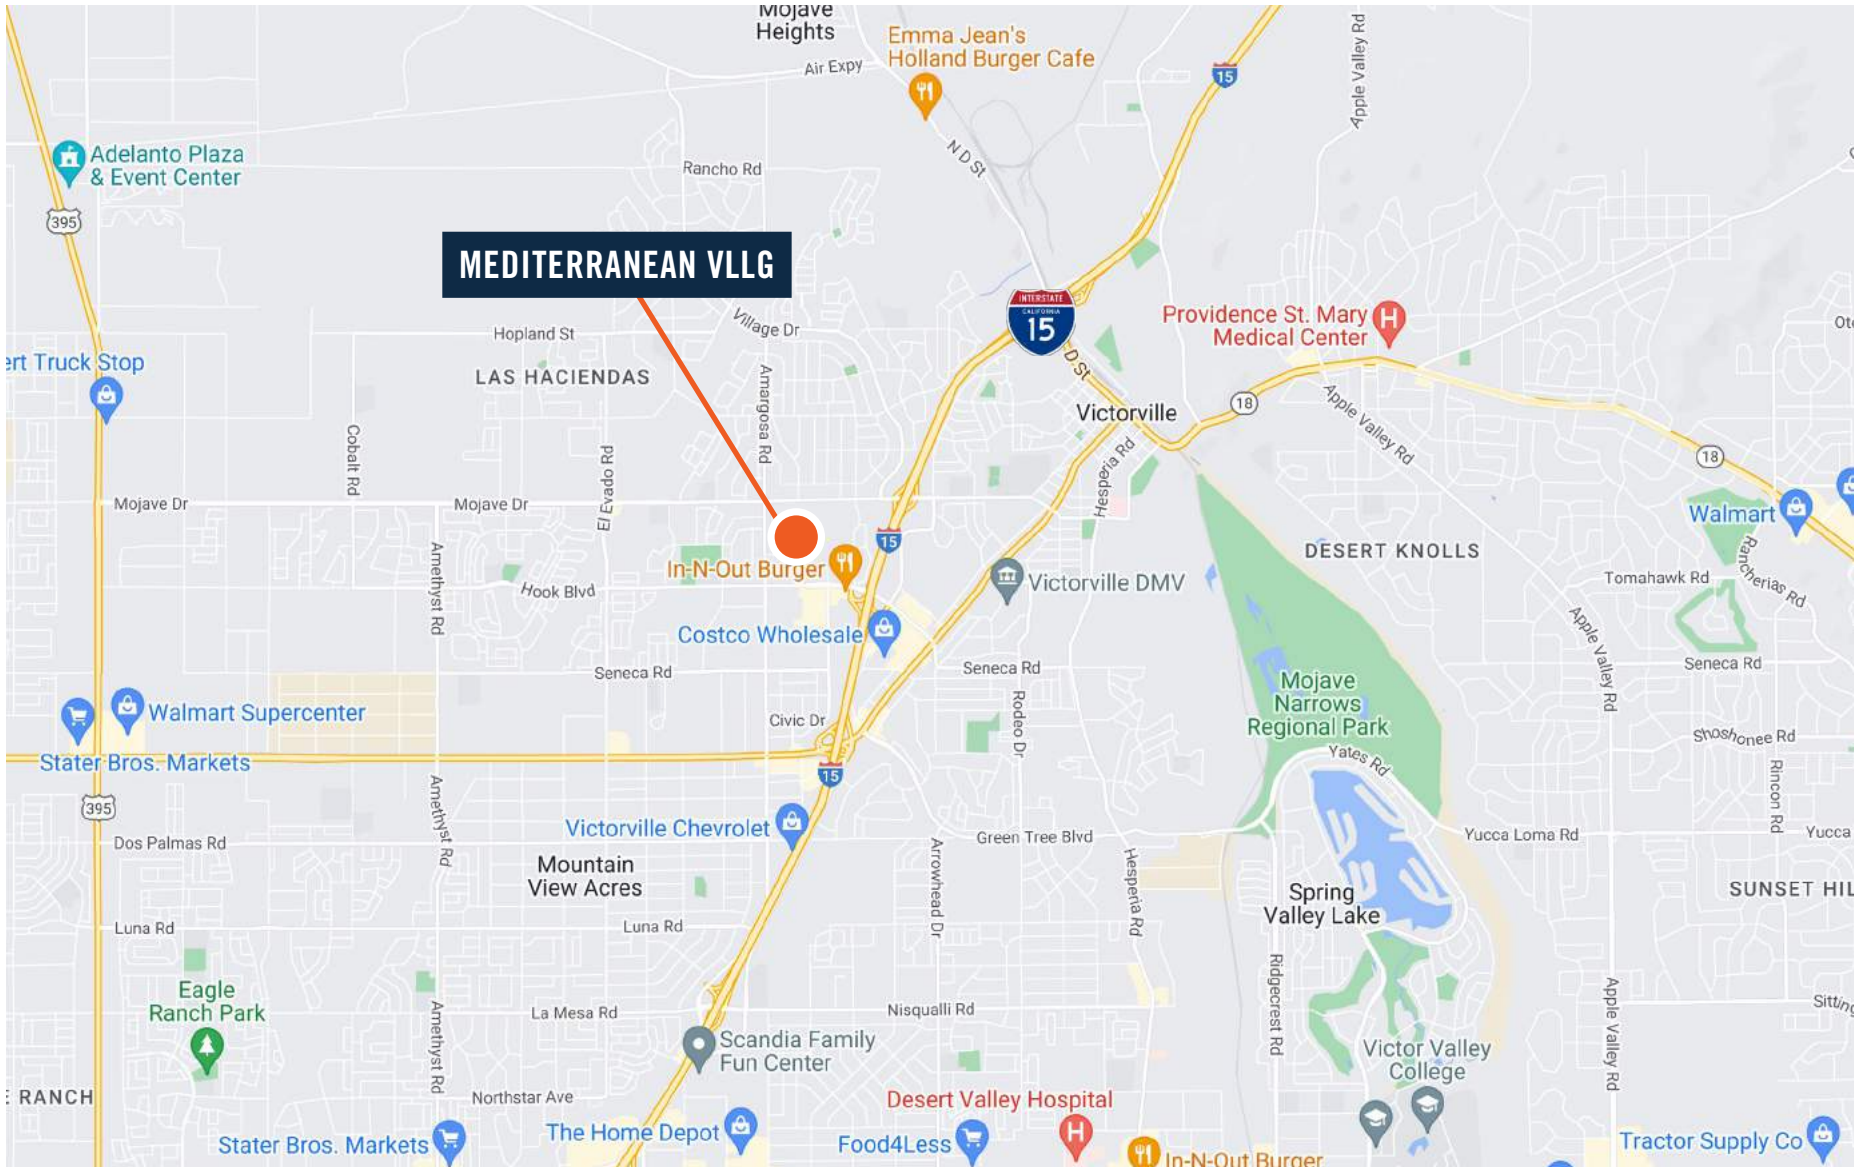 Mojave
Heights
Emma Jean's
Holland Burger Cafe
Air Expy
15
Apple Valley Rd
N D St
Adelanto Plaza
& Event Center
Rancho Rd
395
MEDITERRANEAN VLLG
INTERSTATE
CALIFORNIA
15
Providence St. Mary
Medical Center
H
Village Dr
Hopland St
ert Truck Stop
LAS HACIENDAS
Amargosa Rd
D St
Victorville
18
Apple Valley Rd
Oto
Cobalt Rd
El Evado Rd
Hesperia Rd
18
Mojave Dr
Mojave Dr
Walmart
15
DESERT KNOLLS
Amethyst Rd
In-N-Out Burger
Hook Blvd
Victorville DMV
Tomahawk Rd
Rancherias Rd
Costco Wholesale
Apple Valley Rd
Seneca Rd
Seneca Rd
Seneca Rd
Mojave
Narrows
Regional Park
Rodeo Dr
Walmart Supercenter
Civic Dr
Shoshonee Rd
Stater Bros. Markets
15
Yates Rd
Rincon Rd
395
Amethyst Rd
Victorville Chevrolet
Dos Palmas Rd
Green Tree Blvd
Yucca Loma Rd
Yucca
Mountain
View Acres
Arrowhead Dr
Hesperia Rd
Spring
Valley Lake
SUNSET HIL
Luna Rd
Luna Rd
Ridgecrest Rd
Eagle
Ranch Park
Amethyst Rd
La Mesa Rd
Nisqualli Rd
Apple Valley Rd
Sitting
Scandia Family
Fun Center
Victor Valley
College
E RANCH
Northstar Ave
Desert Valley Hospital
H
Stater Bros. Markets
The Home Depot
Food4Less
In-N-Out Burger
Tractor Supply Co